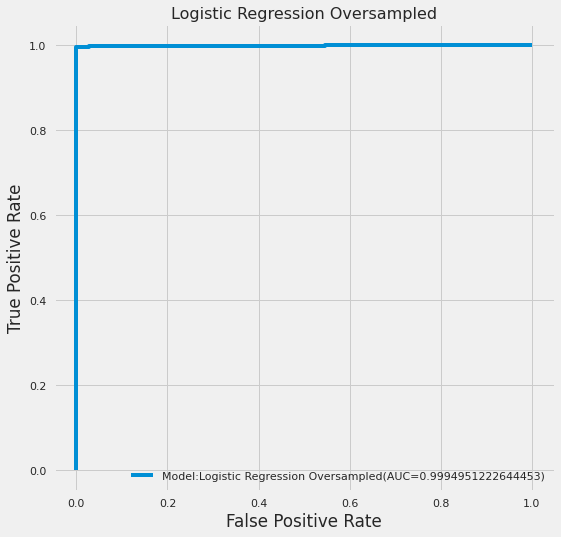 Logistic Regression Oversampled
1.0
0.8
0.6
0.4
0.2
0.0
True Positive Rate
Model:Logistic Regression Oversampled(AUC=0.9994951222644453)
0.0 0.2 0.4 0.6 0.8 1.0
False Positive Rate